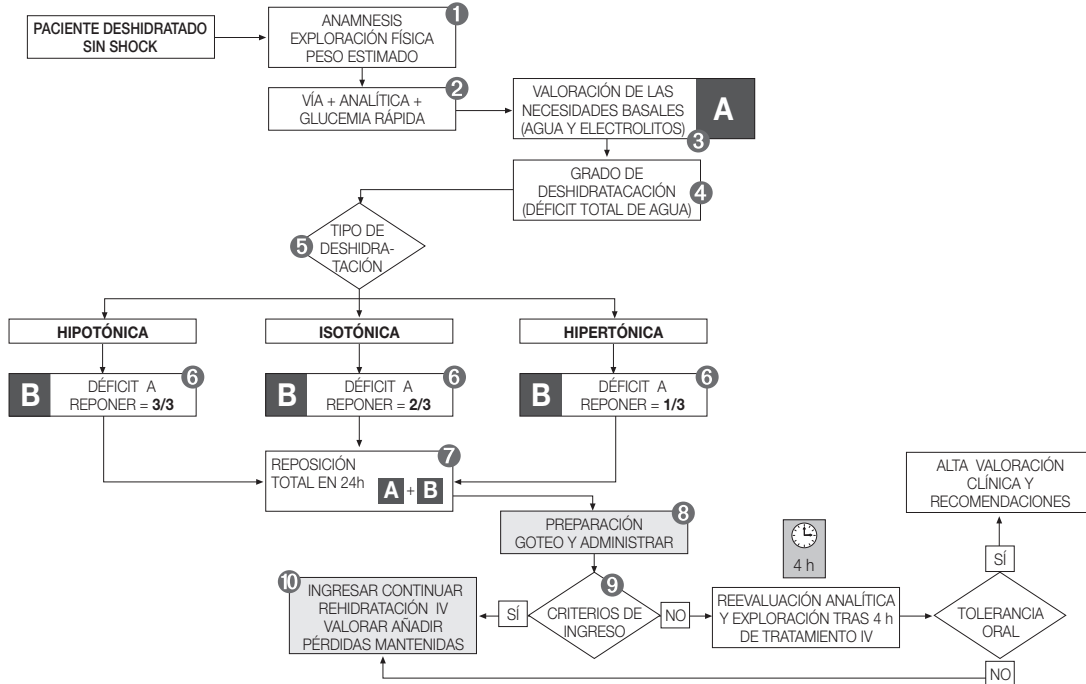 PACIENTE DESHIDRATADO
SIN SHOCK
1
ANAMNESIS
EXPLORACIÓN FÍSICA
PESO ESTIMADO
2
VÍA + ANALÍTICA +
GLUCEMIA RÁPIDA
VALORACIÓN DE LAS
NECESIDADES BASALES
(AGUA Y ELECTROLITOS)
A
3
GRADO DE
DESHIDRATACACIÓN
(DÉFICIT TOTAL DE AGUA)
4
5
TIPO DE
DESHIDRA-
TACIÓN
HIPOTÓNICA
ISOTÓNICA
HIPERTÓNICA
B
DÉFICIT A
REPONER = 3/3
6
B
DÉFICIT A
REPONER = 2/3
6
B
DÉFICIT A
REPONER = 1/3
6
7
REPOSICIÓN
TOTAL EN 24h
A + B
8
PREPARACIÓN
GOTEO Y ADMINISTRAR
9
CRITERIOS DE
INGRESO
SÍ
NO
10
INGRESAR CONTINUAR
REHIDRATACIÓN IV
VALORAR AÑADIR
PÉRDIDAS MANTENIDAS
4 h
REEVALUACIÓN ANALÍTICA
Y EXPLORACIÓN TRAS 4 h
DE TRATAMIENTO IV
TOLERANCIA
ORAL
SÍ
NO
ALTA VALORACIÓN
CLÍNICA Y
RECOMENDACIONES